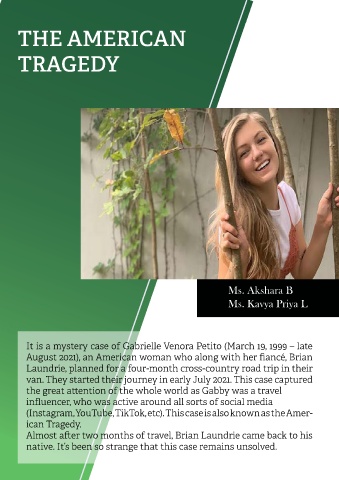 THE AMERICAN
TRAGEDY
Ms. Akshara B
Ms. Kavya Priya L
It is a mystery case of Gabrielle Venora Petito (March 19, 1999 – late
August 2021), an American woman who along with her fiancé, Brian
Laundrie, planned for a four-month cross-country road trip in their
van. They started their journey in early July 2021. This case captured
the great attention of the whole world as Gabby was a travel
influencer, who was active around all sorts of social media
(Instagram, YouTube, TikTok, etc). This case is also known as the Amer-
ican Tragedy.
Almost after two months of travel, Brian Laundrie came back to his
native. It's been so strange that this case remains unsolved.